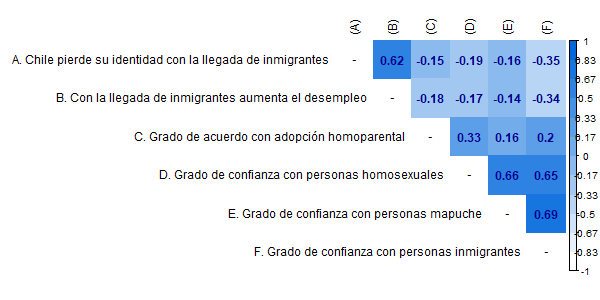 (A) (B) (C) (D) (E) (F)
A. Chile pierde su identidad con la llegada de inmigrantes - 0.62 -0.15 -0.19 -0.16 -0.35
B. Con la llegada de inmigrantes aumenta el desempleo - -0.18 -0.17 -0.14 -0.34
C. Grado de acuerdo con adopción homoparental - 0.33 0.16 0.2
D. Grado de confianza con personas homosexuales - 0.66 0.65
E. Grado de confianza con personas mapuche - 0.69
F. Grado de confianza con personas inmigrantes -
1
0.83
0.67
0.5
0.33
0.17
0
-0.17
-0.33
-0.5
-0.67
-0.83
-1